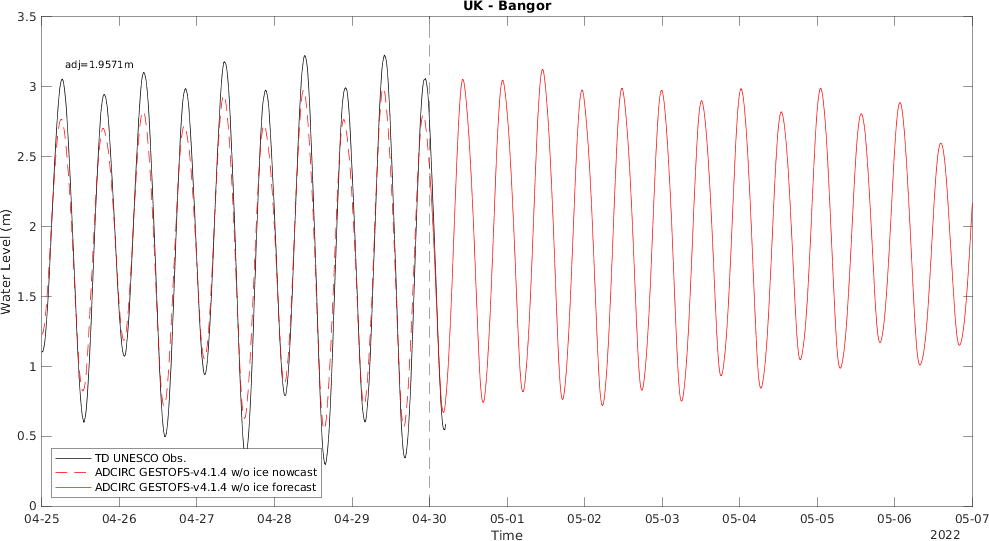 UK - Bangor
adj=1.9571m
Water Level (m)
3.5
3
2.5
2
1.5
1
0.5
0
TD UNESCO Obs.
ADCIRC GESTOFS-v4.1.4 w/o ice nowcast
ADCIRC GESTOFS-v4.1.4 w/o ice forecast
04-25 04-26 04-27 04-28 04-29 04-30 05-01 05-02 05-03 05-04 05-05 05-06 05-07
Time
2022